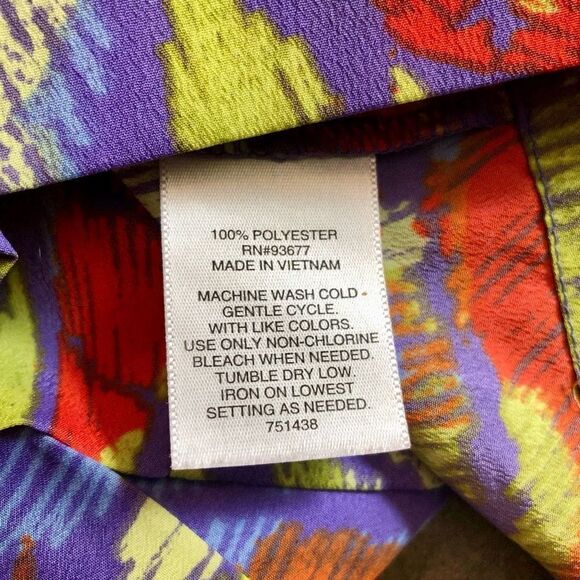 100% POLYESTER
RN#93677
MADE IN VIETNAM
MACHINE WASH COLD -
GENTLE CYCLE.
WITH LIKE COLORS.
USE ONLY NON-CHLORINE
BLEACH WHEN NEEDED.
TUMBLE DRY LOW.
IRON ON LOWEST
SETTING AS NEEDED.
751438